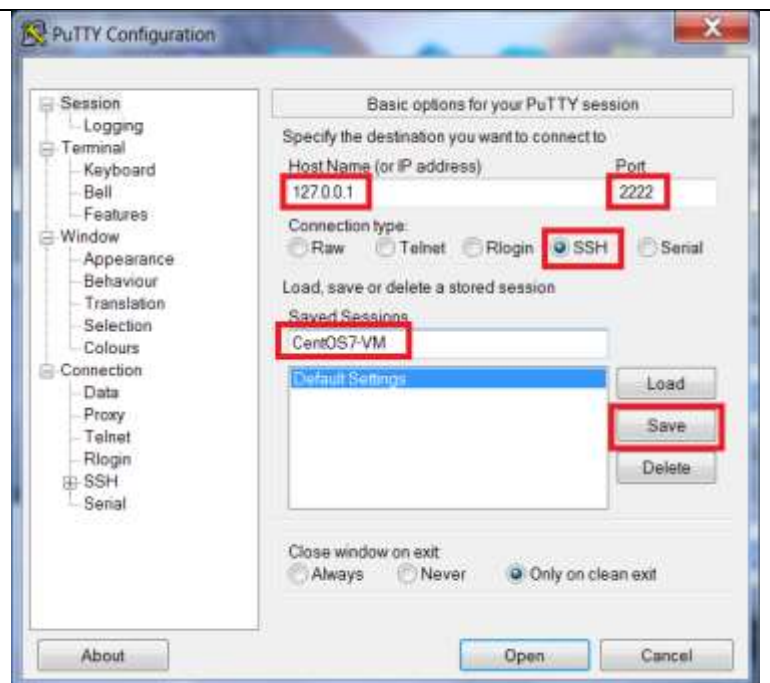 PuTTY Configuration
X
Session
Logging
Terminal
Keyboard
Bell
Features
Window
Appearance
Behaviour
Translation
Selection
Colours
Connection
Data
Proxy
Telnet
Rlogin
SSH
Serial
Basic options for your PuTTY session
Specify the destination you want to connect to
Host Name (or IP address) Port
127.0.0.1 2222
Connection type:
Raw Telnet Rlogin SSH Serial
Load, save or delete a stored session
Saved Sessions
CentOS7-VM
Default Settings
Load
Save
Delete
Close window on exit
Always Never Only on clean exit
About Open Cancel